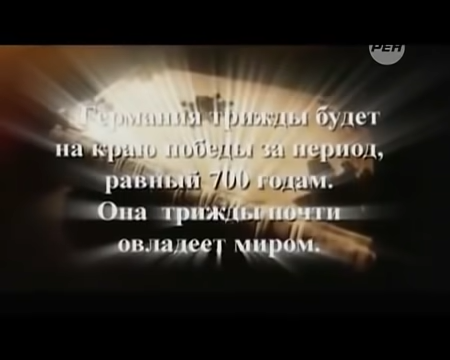 РЕН
Германия трижды будет
на краю победы за период,
равный 700 годам.
Она трижды почти
овладеет миром.